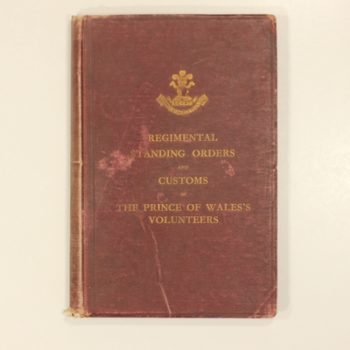 REGIMENTAL
STANDING ORDERS
AND
CUSTOMS
OF
THE PRINCE OF WALES'S
VOLUNTEERS